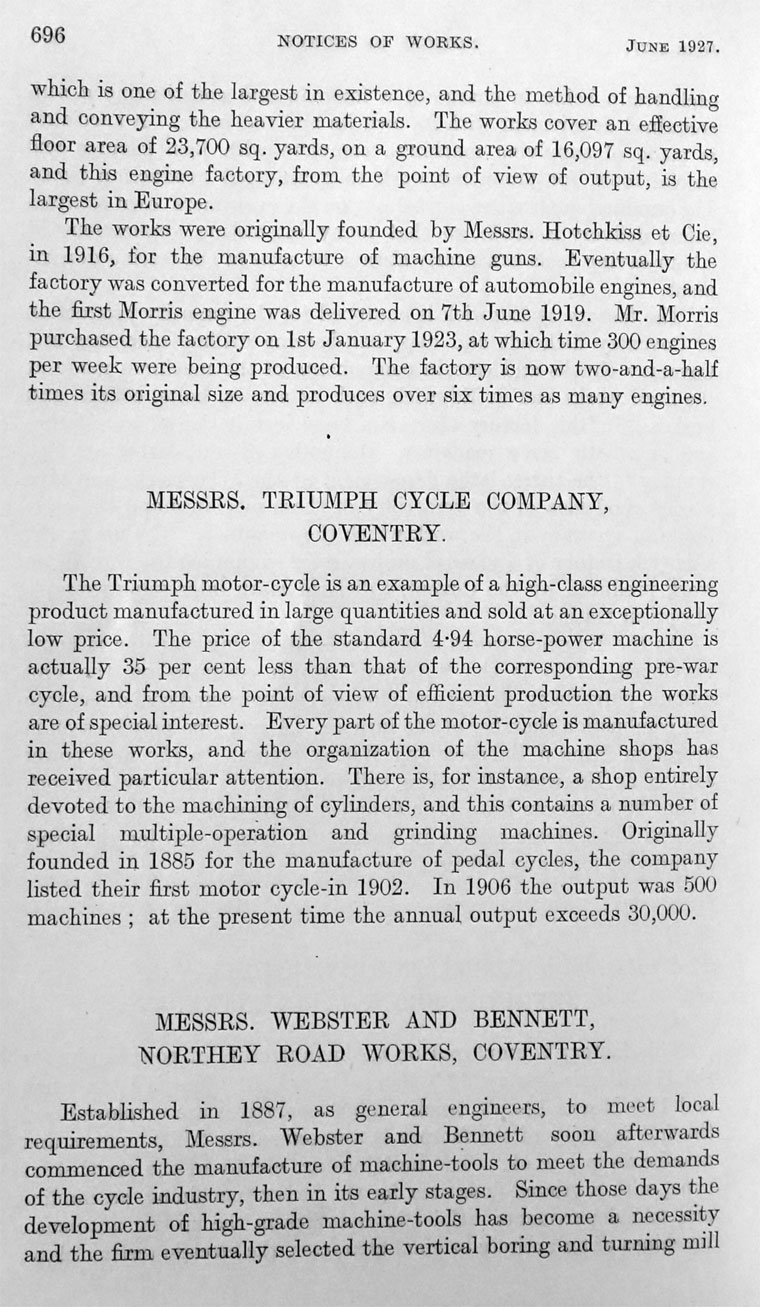 696
NOTICES OF WORKS.
JUNE 1927.
which is one of the largest in existence, and the method of handling
and conveying the heavier materials. The works cover an effective
floor area of 23,700 sq. yards, on a ground area of 16,097 sq. yards,
and this engine factory, from the point of view of output, is the
largest in Europe.
The works were originally founded by Messrs. Hotchkiss et Cie,
in 1916, for the manufacture of machine guns. Eventually the
factory was converted for the manufacture of automobile engines, and
the first Morris engine was delivered on 7th June 1919. Mr. Morris
purchased the factory on 1st January 1923, at which time 300 engines
per week were being produced. The factory is now two-and-a-half
times its original size and produces over six times as many engines.
MESSRS. TRIUMPH CYCLE COMPANY,
COVENTRY.
The Triumph motor-cycle is an example of a high-class engineering
product manufactured in large quantities and sold at an exceptionally
low price. The price of the standard 4·94 horse-power machine is
actually 35 per cent less than that of the corresponding pre-war
cycle, and from the point of view of efficient production the works
are of special interest. Every part of the motor-cycle is manufactured
in these works, and the organization of the machine shops has
received particular attention. There is, for instance, a shop entirely
devoted to the machining of cylinders, and this contains a number of
special multiple-operation and grinding machines. Originally
founded in 1885 for the manufacture of pedal cycles, the company
listed their first motor cycle-in 1902. In 1906 the output was 500
machines ; at the present time the annual output exceeds 30,000.
MESSRS. WEBSTER AND BENNETT,
NORTHEY ROAD WORKS, COVENTRY.
Established in 1887, as general engineers, to meet local
requirements, Messrs. Webster and Bennett soon afterwards
commenced the manufacture of machine-tools to meet the demands
of the cycle industry, then in its early stages. Since those days the
development of high-grade machine-tools has become a necessity
and the firm eventually selected the vertical boring and turning mill